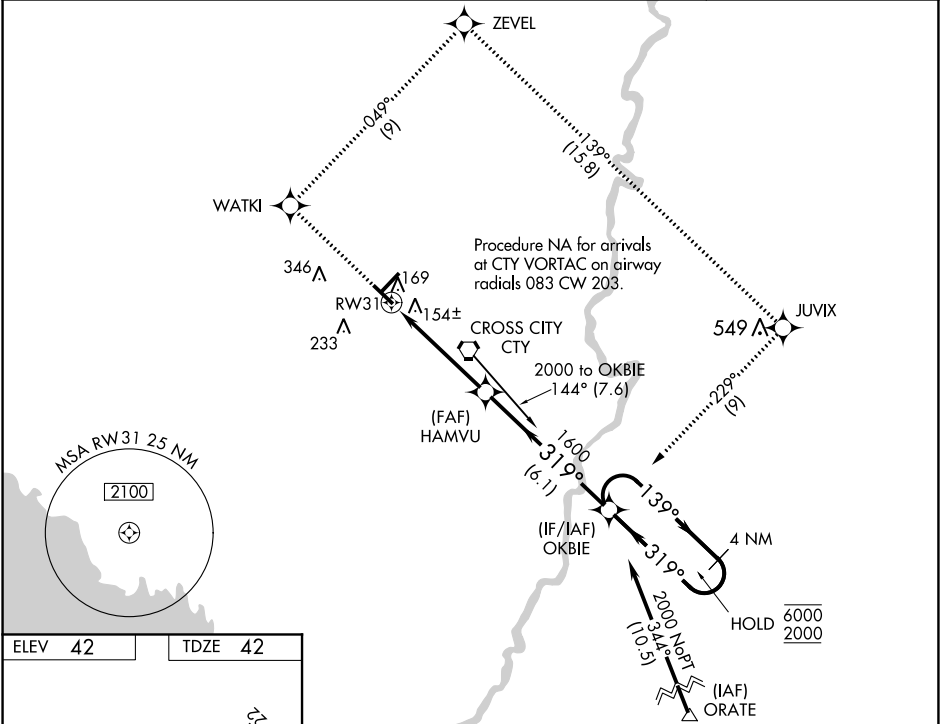 ZEVEL
049°
(9)
139°
(15.8)
WATKI
Procedure NA for arrivals
at CTY VORTAC on airway
radials 083 CW 203.
346
169
RW31
154±
233
JUVIX
549
CROSS CITY
CTY
2000 to OKBIE
144° (7.6)
229°
(9)
(FAF)
HAMVU
1600
319°
(6.1)
MSA RW31 25 NM
2100
139°
4 NM
(IF/IAF)
OKBIE
319°
HOLD
6000
2000
2000 NoPT
344°
(10.5)
(IAF)
ORATE
ELEV 42
TDZE 42
22